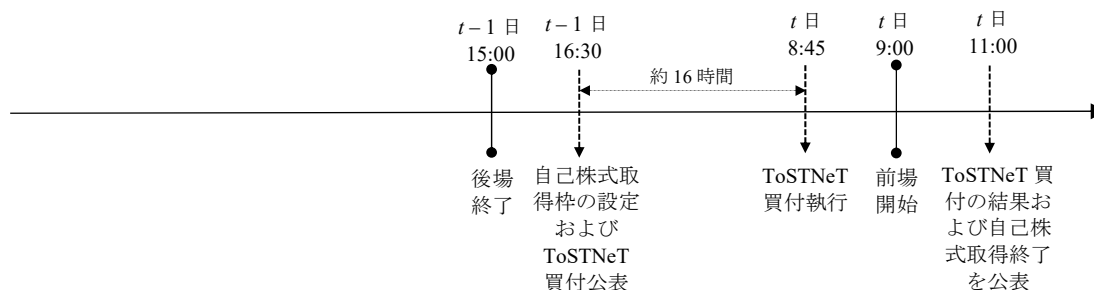 t – 1 日
15:00
t – 1 日
16:30
t 日
8:45
t 日
9:00
t 日
11:00
約 16 時間
後場
終了
自己株式取
得枠の設定
および
ToSTNeT
買付公表
ToSTNeT
買付執行
前場
開始
ToSTNeT 買
付の結果お
よび自己株
式取得終了
を公表